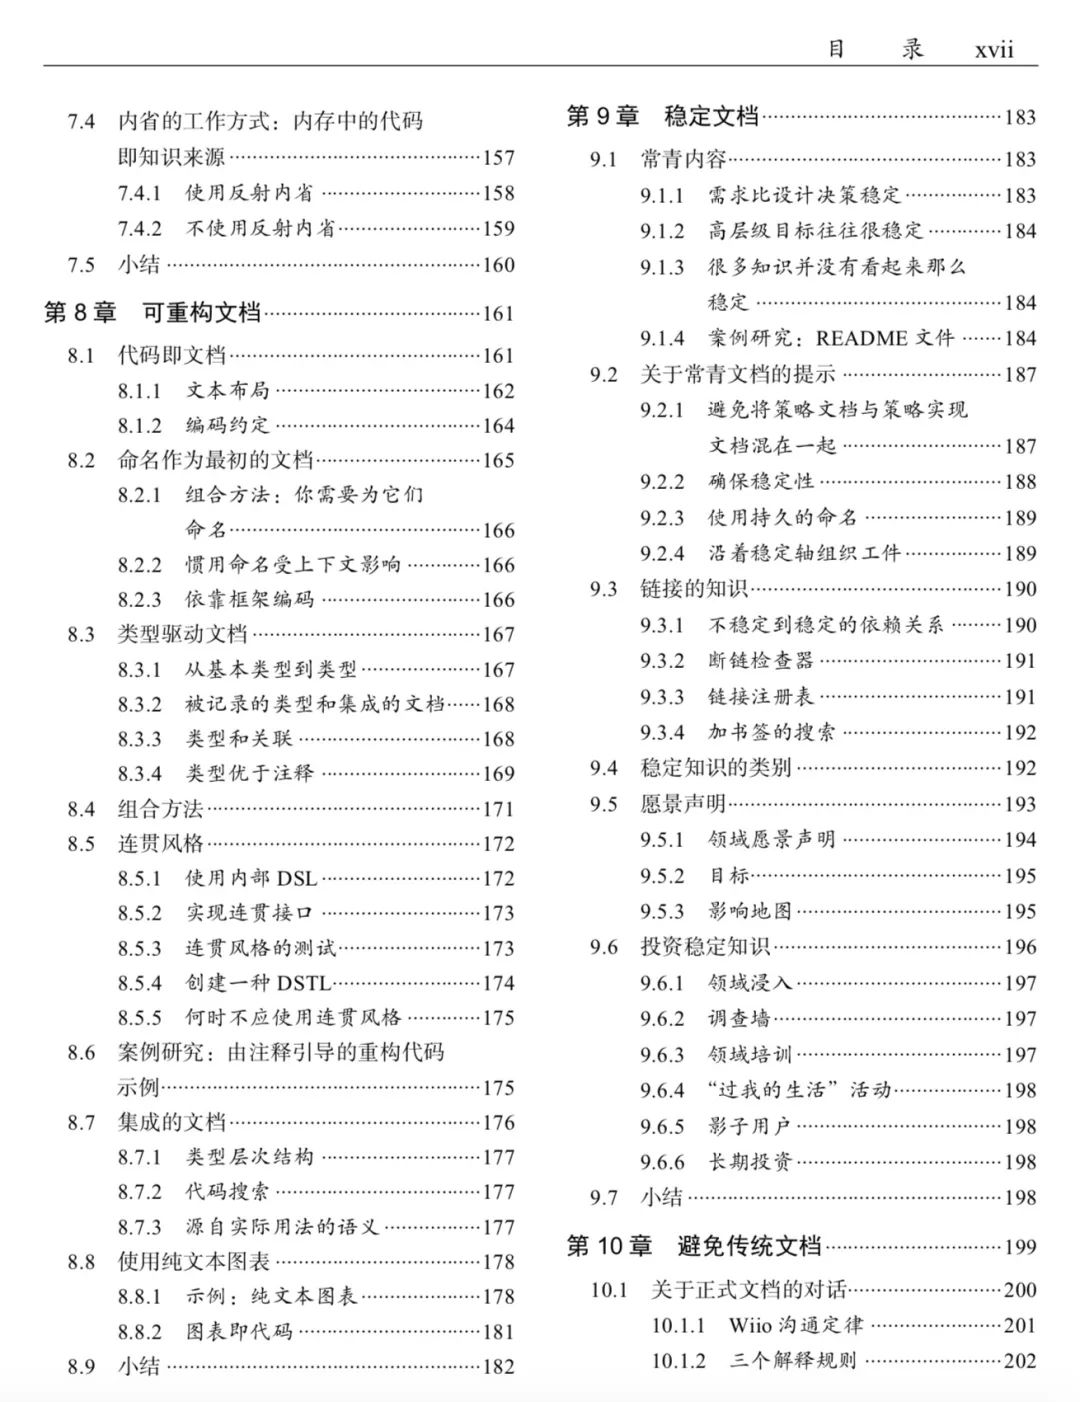 目 录 xvii
7.4 内省的工作方式：内存中的代码
即知识来源 157
7.4.1 使用反射内省 158
7.4.2 不使用反射内省 159
7.5 小结 160
第 8 章 可重构文档 161
8.1 代码即文档 161
8.1.1 文本布局 162
8.1.2 编码约定 164
8.2 命名作为最初的文档 165
8.2.1 组合方法：你需要为它们
命名 166
8.2.2 惯用命名受上下文影响 166
8.2.3 依靠框架编码 166
8.3 类型驱动文档 167
8.3.1 从基本类型到类型 167
8.3.2 被记录的类型和集成的文档 168
8.3.3 类型和关联 168
8.3.4 类型优于注释 169
8.4 组合方法 171
8.5 连贯风格 172
8.5.1 使用内部 DSL 172
8.5.2 实现连贯接口 173
8.5.3 连贯风格的测试 173
8.5.4 创建一种 DSTL 174
8.5.5 何时不应使用连贯风格 175
8.6 案例研究：由注释引导的重构代码
示例 175
8.7 集成的文档 176
8.7.1 类型层次结构 177
8.7.2 代码搜索 177
8.7.3 源自实际用法的语义 177
8.8 使用纯文本图表 178
8.8.1 示例：纯文本图表 178
8.8.2 图表即代码 181
8.9 小结 182
第 9 章 稳定文档 183
9.1 常青内容 183
9.1.1 需求比设计决策稳定 183
9.1.2 高层级目标往往很稳定 184
9.1.3 很多知识并没有看起来那么
稳定 184
9.1.4 案例研究：README 文件 184
9.2 关于常青文档的提示 187
9.2.1 避免将策略文档与策略实现
文档混在一起 187
9.2.2 确保稳定性 188
9.2.3 使用持久的命名 189
9.2.4 沿着稳定轴组织工件 189
9.3 链接的知识 190
9.3.1 不稳定到稳定的依赖关系 190
9.3.2 断链检查器 191
9.3.3 链接注册表 191
9.3.4 加书签的搜索 192
9.4 稳定知识的类别 192
9.5 愿景声明 193
9.5.1 领域愿景声明 194
9.5.2 目标 195
9.5.3 影响地图 195
9.6 投资稳定知识 196
9.6.1 领域浸入 197
9.6.2 调查墙 197
9.6.3 领域培训 197
9.6.4 “过我的生活”活动 198
9.6.5 影子用户 198
9.6.6 长期投资 198
9.7 小结 198
第 10 章 避免传统文档 199
10.1 关于正式文档的对话 200
10.1.1 Wiio 沟通定律 201
10.1.2 三个解释规则 202